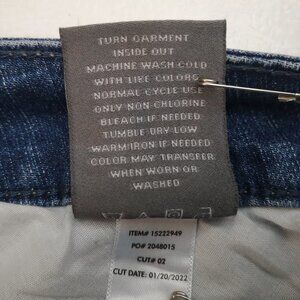 TURN GARMENT
INSIDE OUT
MACHINE WASH COLD
WITH LIKE COLORS
NORMAL CYCLE USE
ONLY NON-CHLORINE
BLEACH IF NEEDED
TUMBLE DRY LOW
WARM IRON IF NEEDED
COLOR MAY TRANSFER
WHEN WORN OR
WASHED
ITEM# 15222949
PO# 2048015
CUT# 02
CUT DATE: 01/20/2022